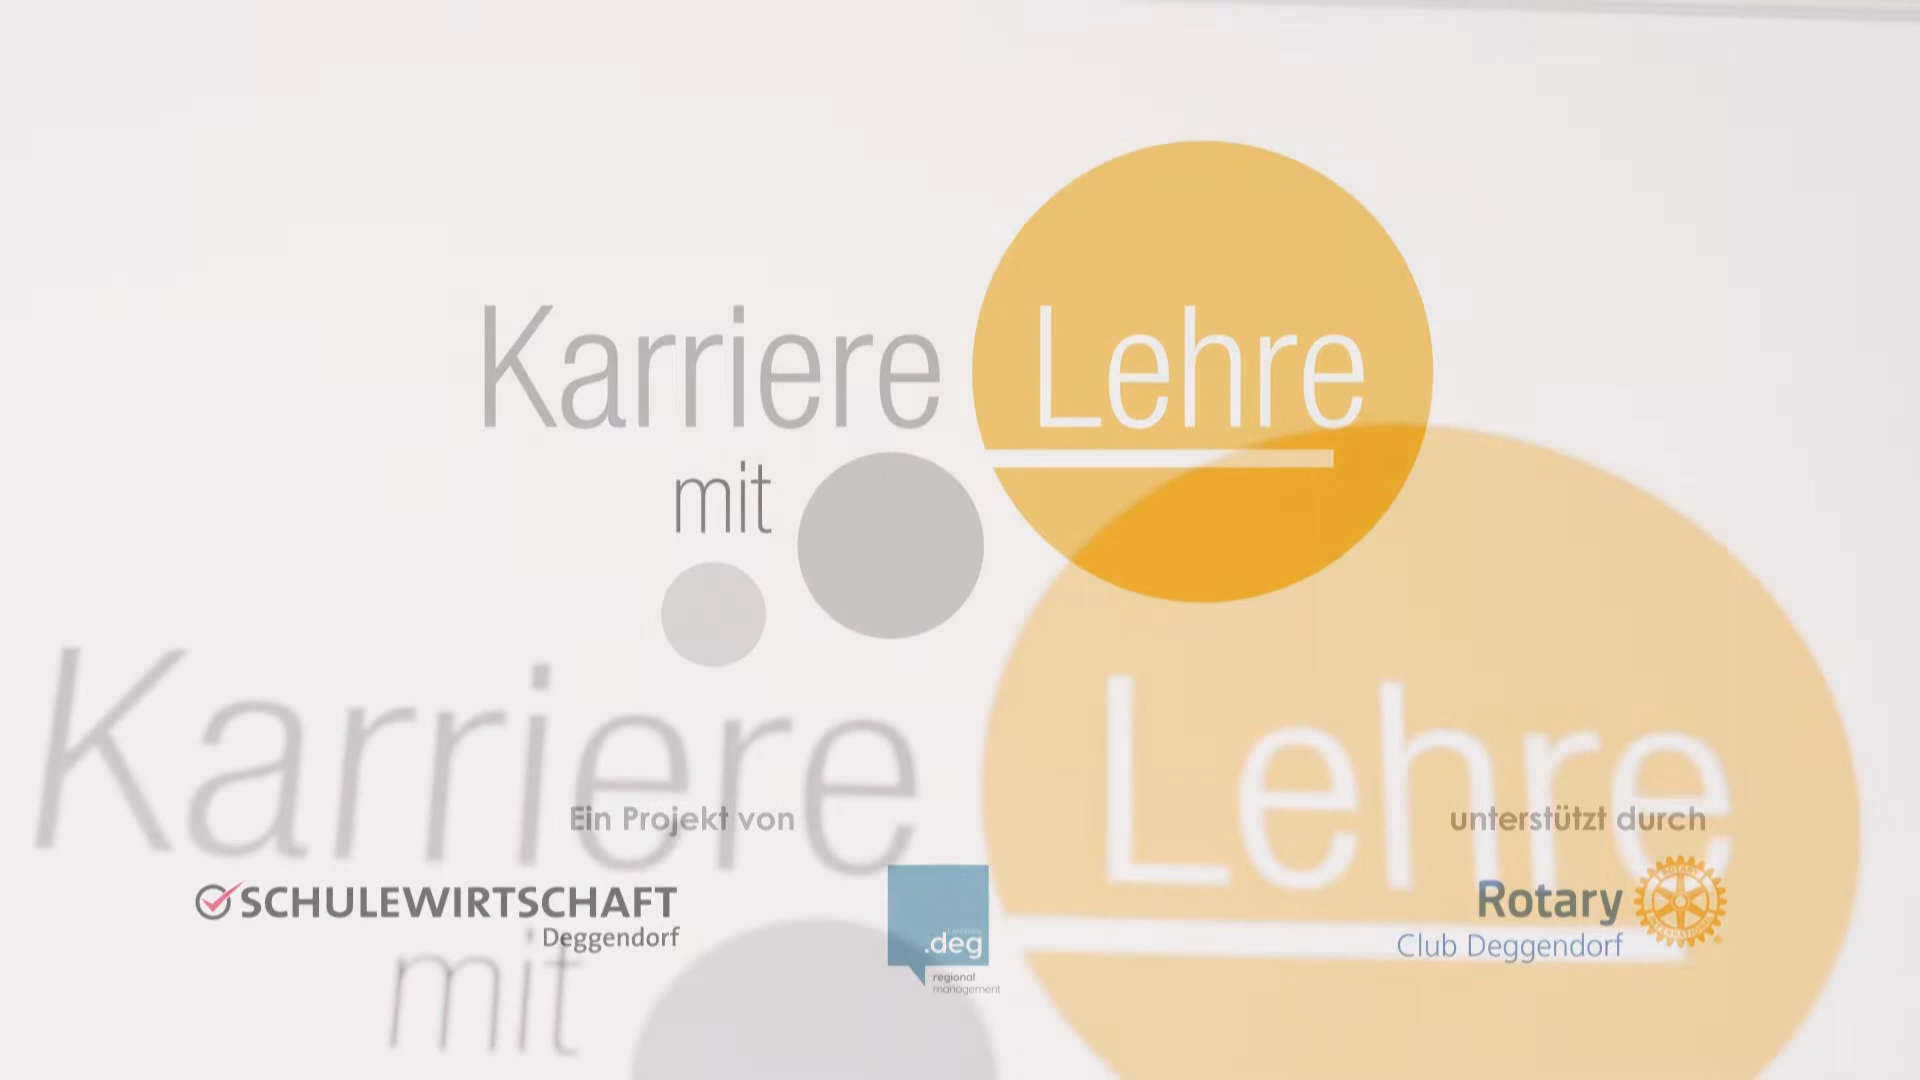 Karriere Lehre
mit
Karriere Lehre
Ein Projekt von
unterstützt durch
SCHULEWIRTSCHAFT
Deggendorf
.deg
regional
management
Rotary
Club Deggendorf
mit